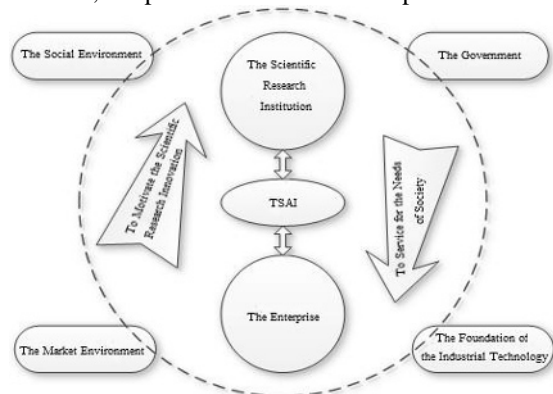 The Social Environment
The Government
The Scientific
Research
Institution
To Motivate the Scientific
Research Innovation
TSAI
To Service for the Needs
of Society
The Enterprise
The Market Environment
The Foundation of
the Industrial Technology